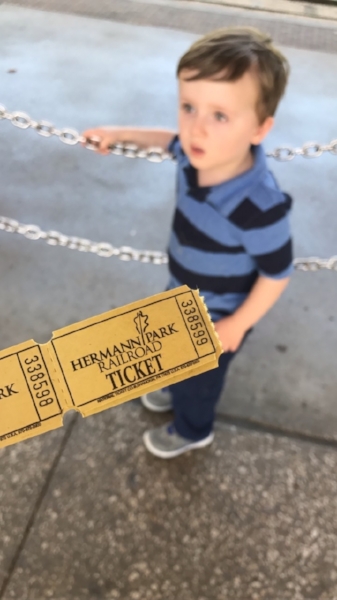 RK
338598
HERMANN PARK
RAILROAD
TICKET
338599